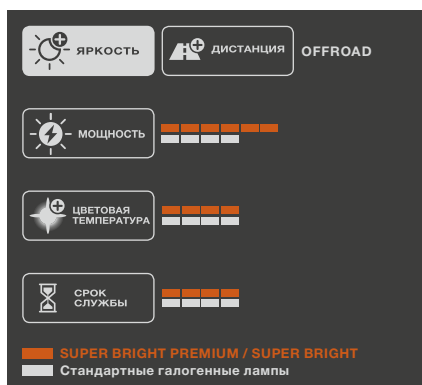 ЯРКОСТЬ ДИСТАНЦИЯ OFFROAD
МОЩНОСТЬ
ЦВЕТОВАЯ
ТЕМПЕРАТУРА
СРОК
СЛУЖБЫ
SUPER BRIGHT PREMIUM / SUPER BRIGHT
Стандартные галогенные лампы